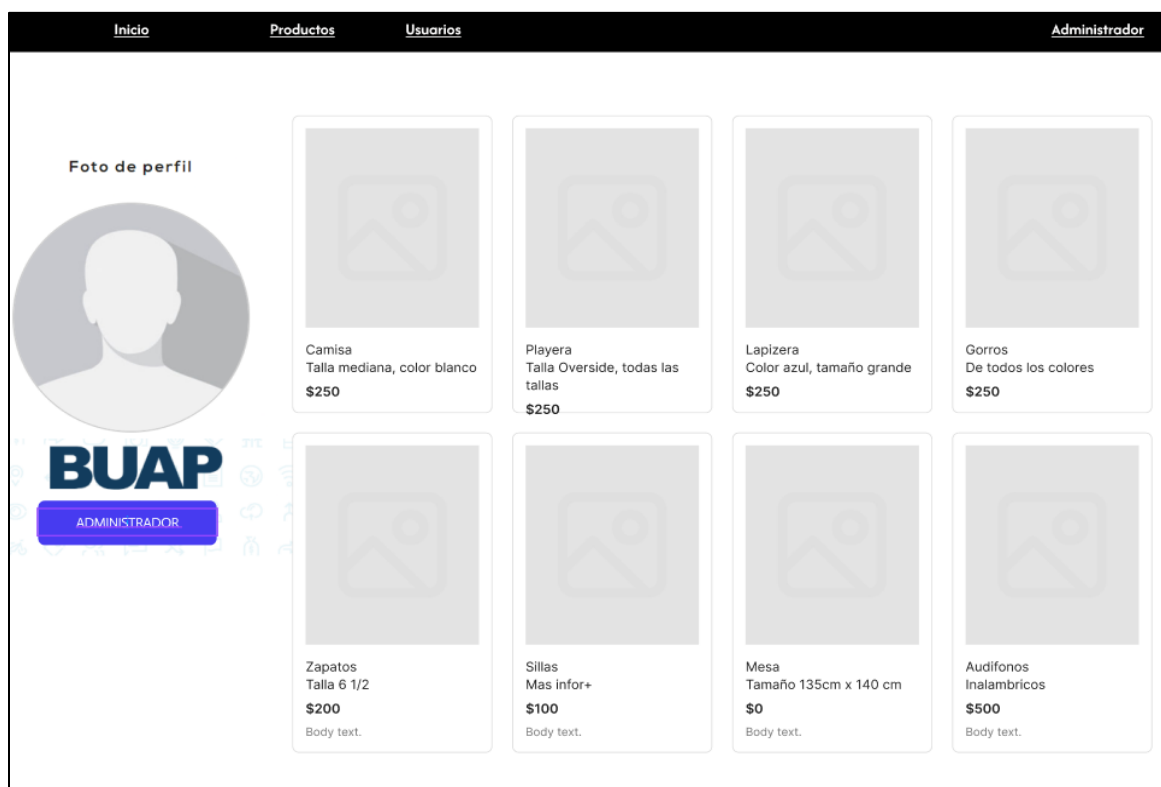 Inicio
Productos
Usuarios
Administrador
Foto de perfil
BUAP
ADMINISTRADOR
Camisa
Talla mediana, color blanco
$250
Playera
Talla Overside, todas las
tallas
$250
Lapizera
Color azul, tamaño grande
$250
Gorros
De todos los colores
$250
Zapatos
Talla 6 1/2
$200
Body text.
Sillas
Mas infor+
$100
Body text.
Mesa
Tamaño 135cm x 140 cm
$0
Body text.
Audifonos
Inalambricos
$500
Body text.